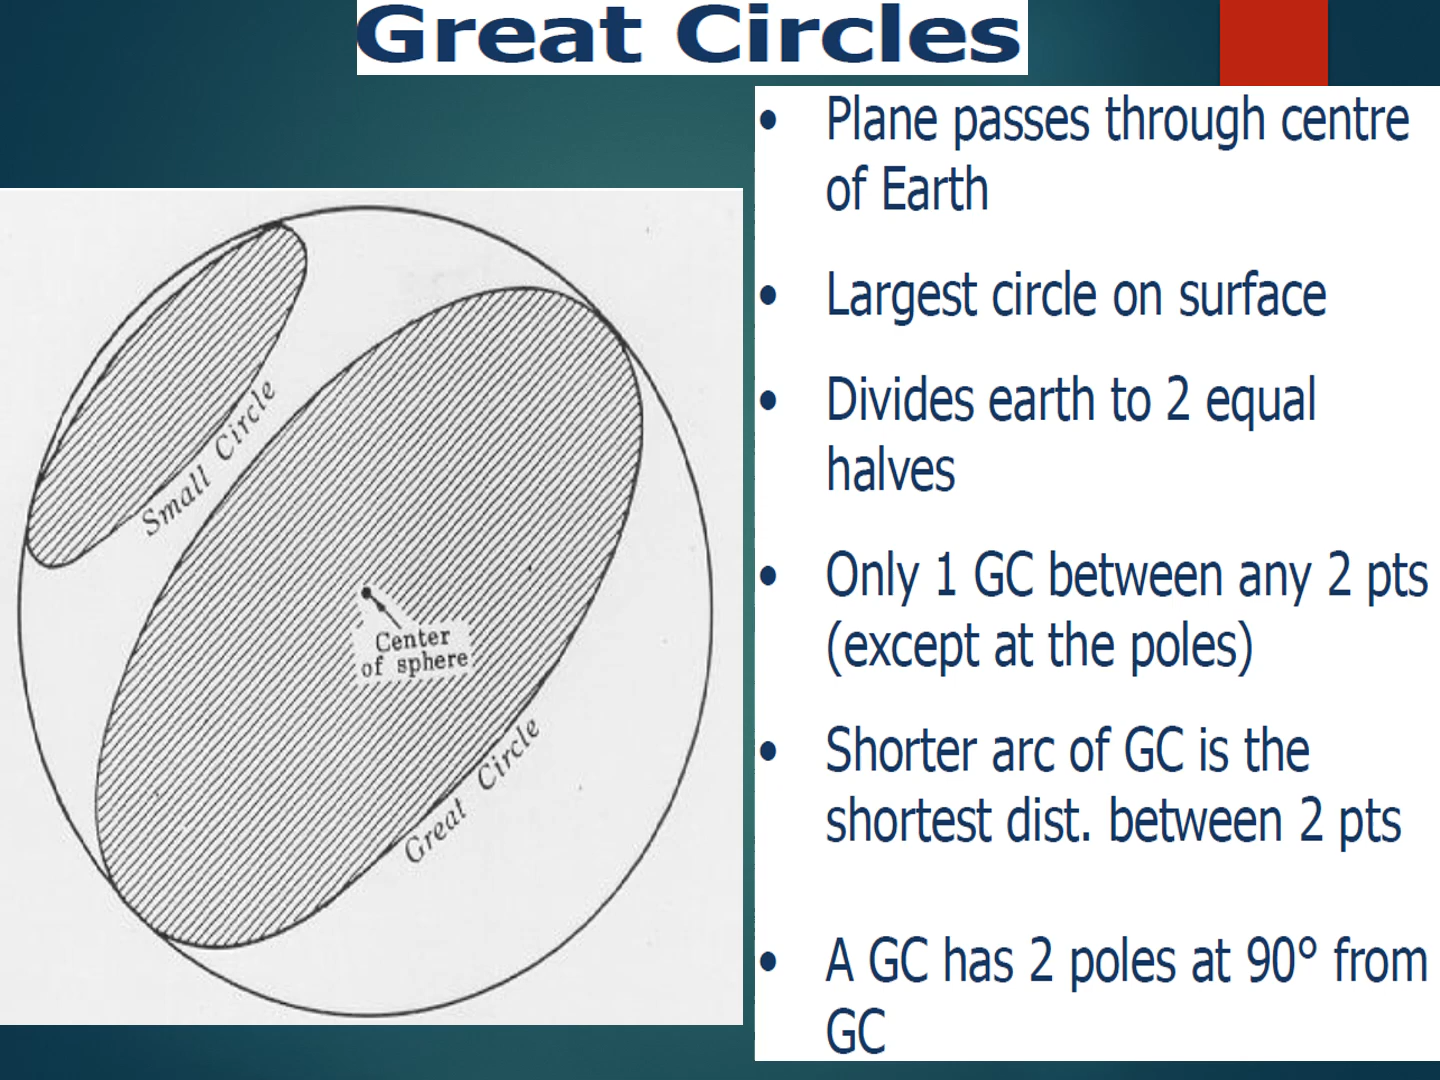 Great Circles
• Plane passes through centre
of Earth
• Largest circle on surface
• Divides earth to 2 equal
halves
• Only 1 GC between any 2 pts
(except at the poles)
• Shorter arc of GC is the
shortest dist. between 2 pts
• A GC has 2 poles at 90° from
GC
Small Circle
Center
of sphere
Great Circle